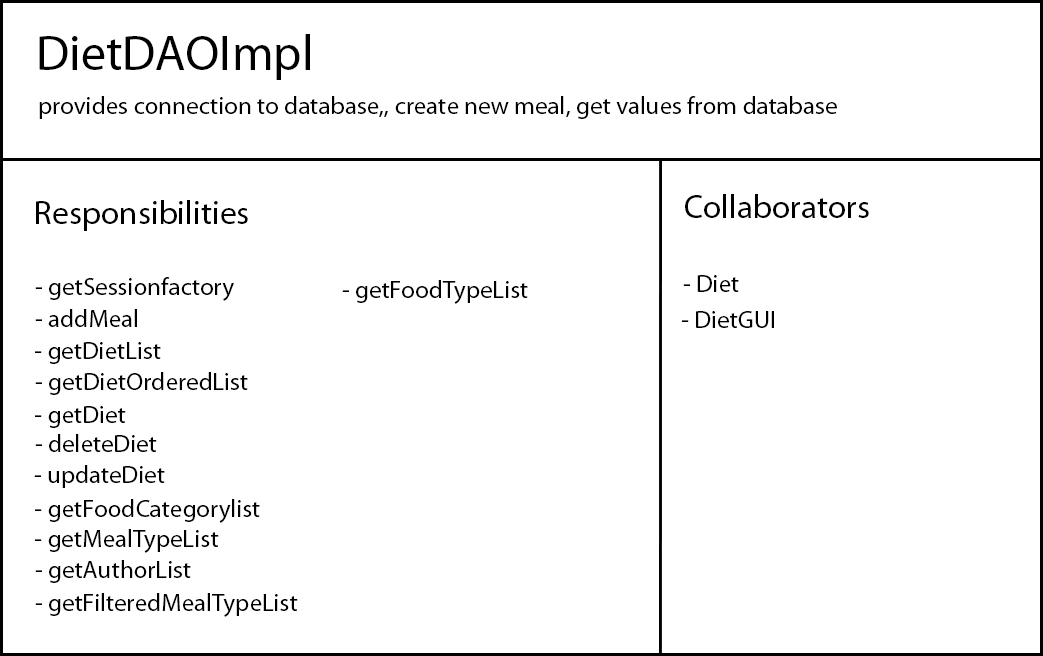 DietDAOImpl
provides connection to database,, create new meal, get values from database
Responsibilities
- getSessionfactory
- addMeal
- getDietList
- getDietOrderedList
- getDiet
- deleteDiet
- updateDiet
- getFoodCategorylist
- getMealTypeList
- getAuthorList
- getFilteredMealTypeList
- getFoodTypeList
Collaborators
- Diet
- DietGUI